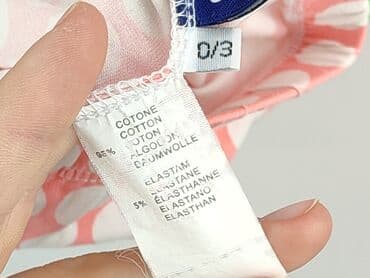 0/3
COTONE
COTTON
COTON
ALGODON
BAUMWOLLE
95%
ELASTAM
ELASTANE
ELASTHANNE
5% ELASTANO
ELASTHAN